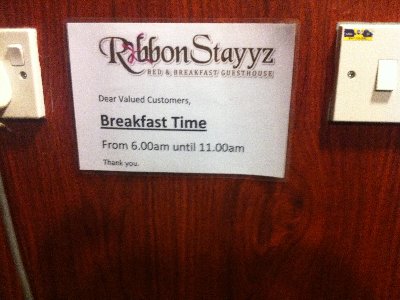 RibbonStayyz
BED & BREAKFAST GUESTHOUSE
Dear Valued Customers,
Breakfast Time
From 6.00am until 11.00am
Thank you.